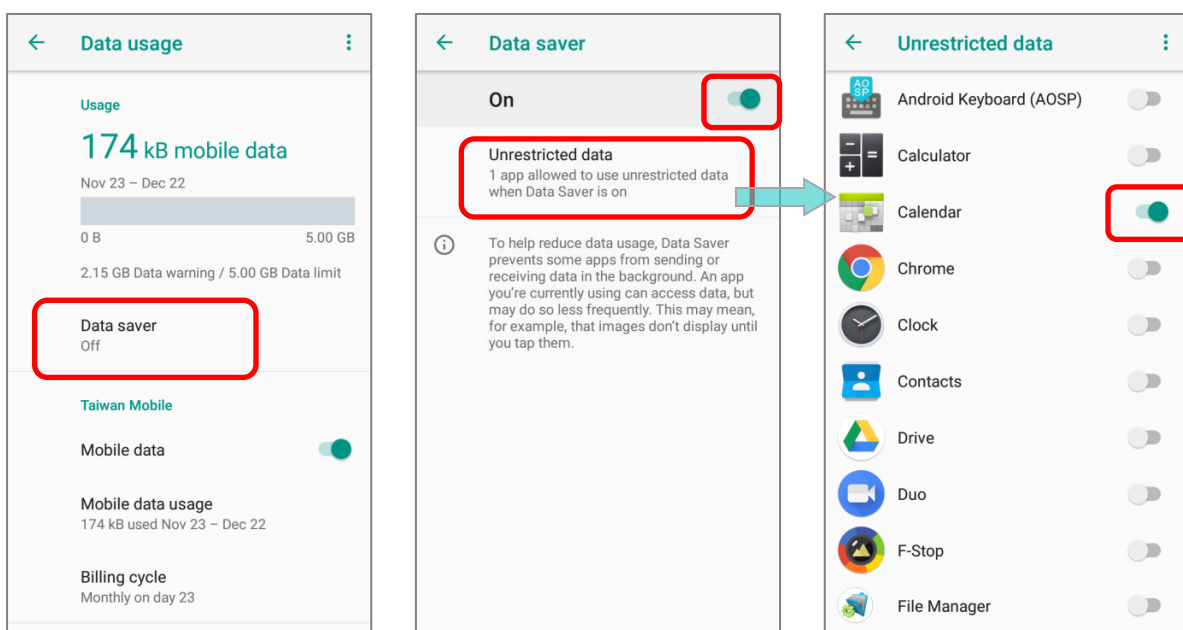 Data usage
Usage
174 kB mobile data
Nov 23 – Dec 22
0 B 5.00 GB
2.15 GB Data warning / 5.00 GB Data limit
Data saver
Off
Taiwan Mobile
Mobile data
Mobile data usage
174 kB used Nov 23 – Dec 22
Billing cycle
Monthly on day 23
Data saver
On
Unrestricted data
1 app allowed to use unrestricted data
when Data Saver is on
To help reduce data usage, Data Saver
prevents some apps from sending or
receiving data in the background. An app
you’re currently using can access data, but
may do so less frequently. This may mean,
for example, that images don’t display until
you tap them.
Unrestricted data
AO
SP
Android Keyboard (AOSP)
Calculator
Calendar
Chrome
Clock
Contacts
Drive
Duo
F-Stop
File Manager